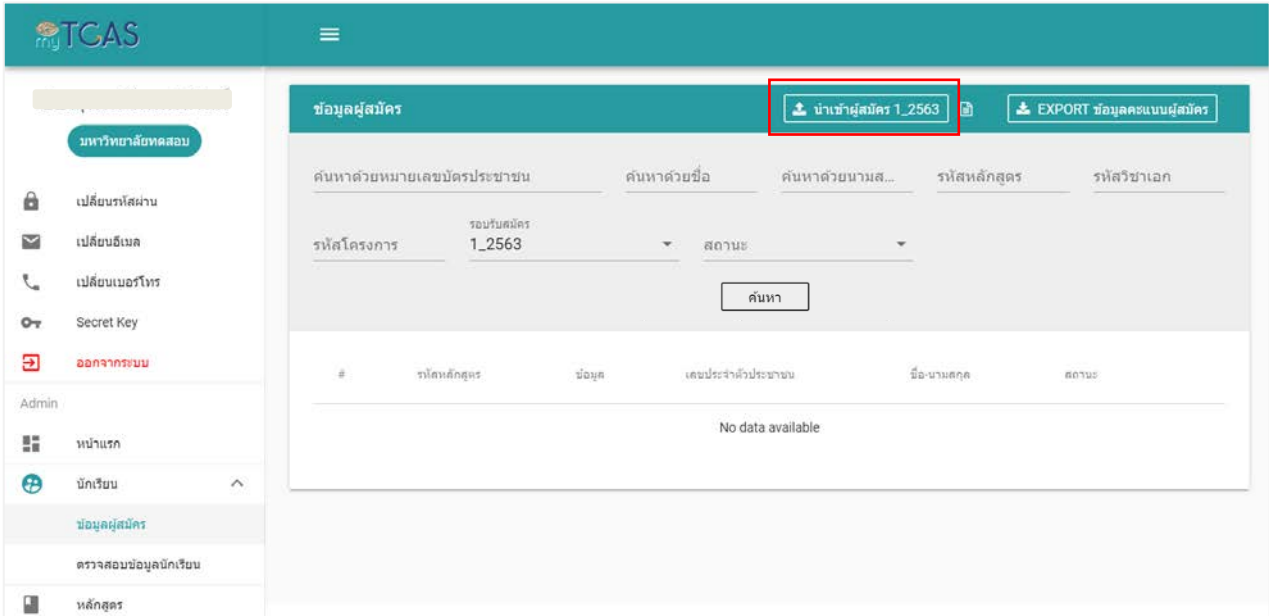 myTCAS
มหาวิทยาลัยทดสอบ
เปลี่ยนรหัสผ่าน
เปลี่ยนอีเมล
เปลี่ยนเบอร์โทร
Secret Key
ออกจากระบบ
Admin
หน้าแรก
นักเรียน
ข้อมูลผู้สมัคร
ตรวจสอบข้อมูลนักเรียน
หลักสูตร
ข้อมูลผู้สมัคร
นำเข้าผู้สมัคร 1_2563
EXPORT ข้อมูลคะแนนผู้สมัคร
ค้นหาด้วยหมายเลขบัตรประชาชน
ค้นหาด้วยชื่อ
ค้นหาด้วยนามส...
รหัสหลักสูตร
รหัสวิชาเอก
รหัสโครงการ
รอบรับสมัคร
1_2563
สถานะ
ค้นหา
# รหัสหลักสูตร ข้อมูล เลขประจำตัวประชาชน ชื่อ-นามสกุล สถานะ
No data available